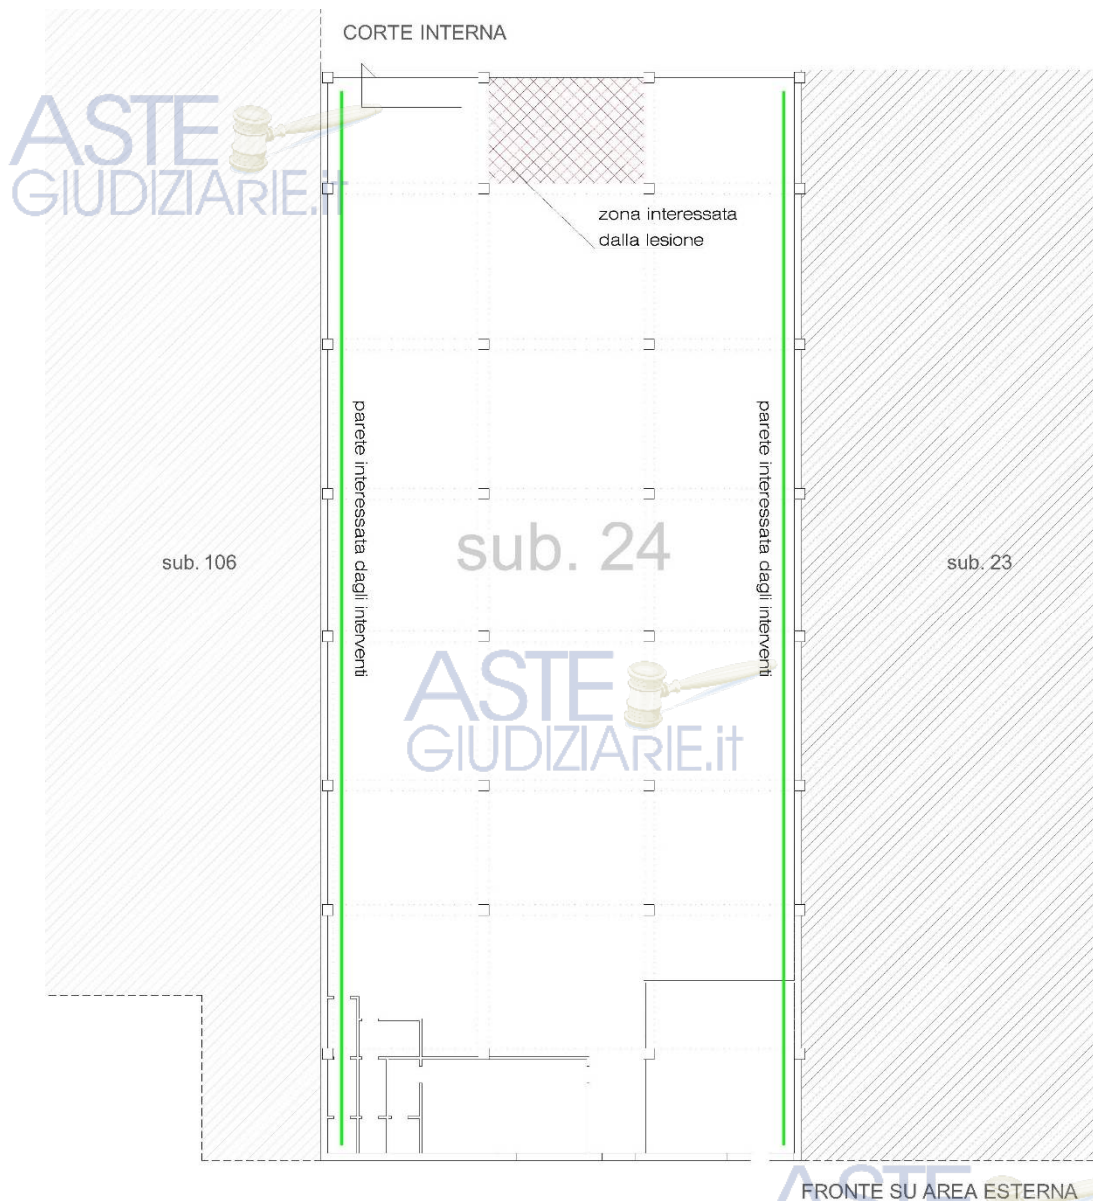 CORTE INTERNA
ASTE
GIUDIZIARIE.it
zona interessata
dalla lesione
parete interessata dagli interventi
parete interessata dagli interventi
sub. 106
sub. 24
sub. 23
ASTE
GIUDIZIARIE.it
ASTE
FRONTE SU AREA ESTERNA